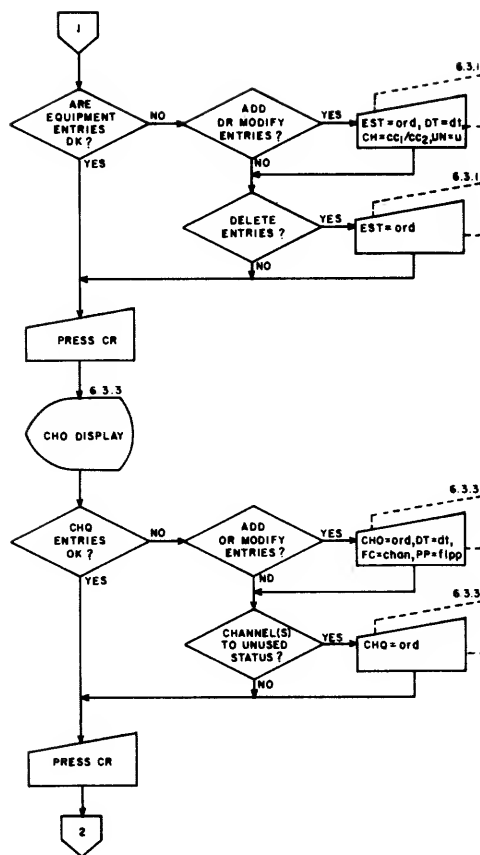 1
6.3.1
ARE
EQUIPMENT
ENTRIES
OK?
NO
YES
ADD
OR MODIFY
ENTRIES?
YES
NO
EST=ord, DT=dt,
CH=cc1/cc2,UN=u
6.3.1
DELETE
ENTRIES?
YES
NO
EST=ord
PRESS CR
6.3.3
CHO DISPLAY
6.3.3
CHQ
ENTRIES
OK?
NO
YES
ADD
OR MODIFY
ENTRIES?
YES
NO
CHO=ord,DT=dt,
FC=chan,PP=flpp
6.3.3
CHANNEL(S)
TO UNUSED
STATUS?
YES
NO
CHQ=ord
PRESS CR
2